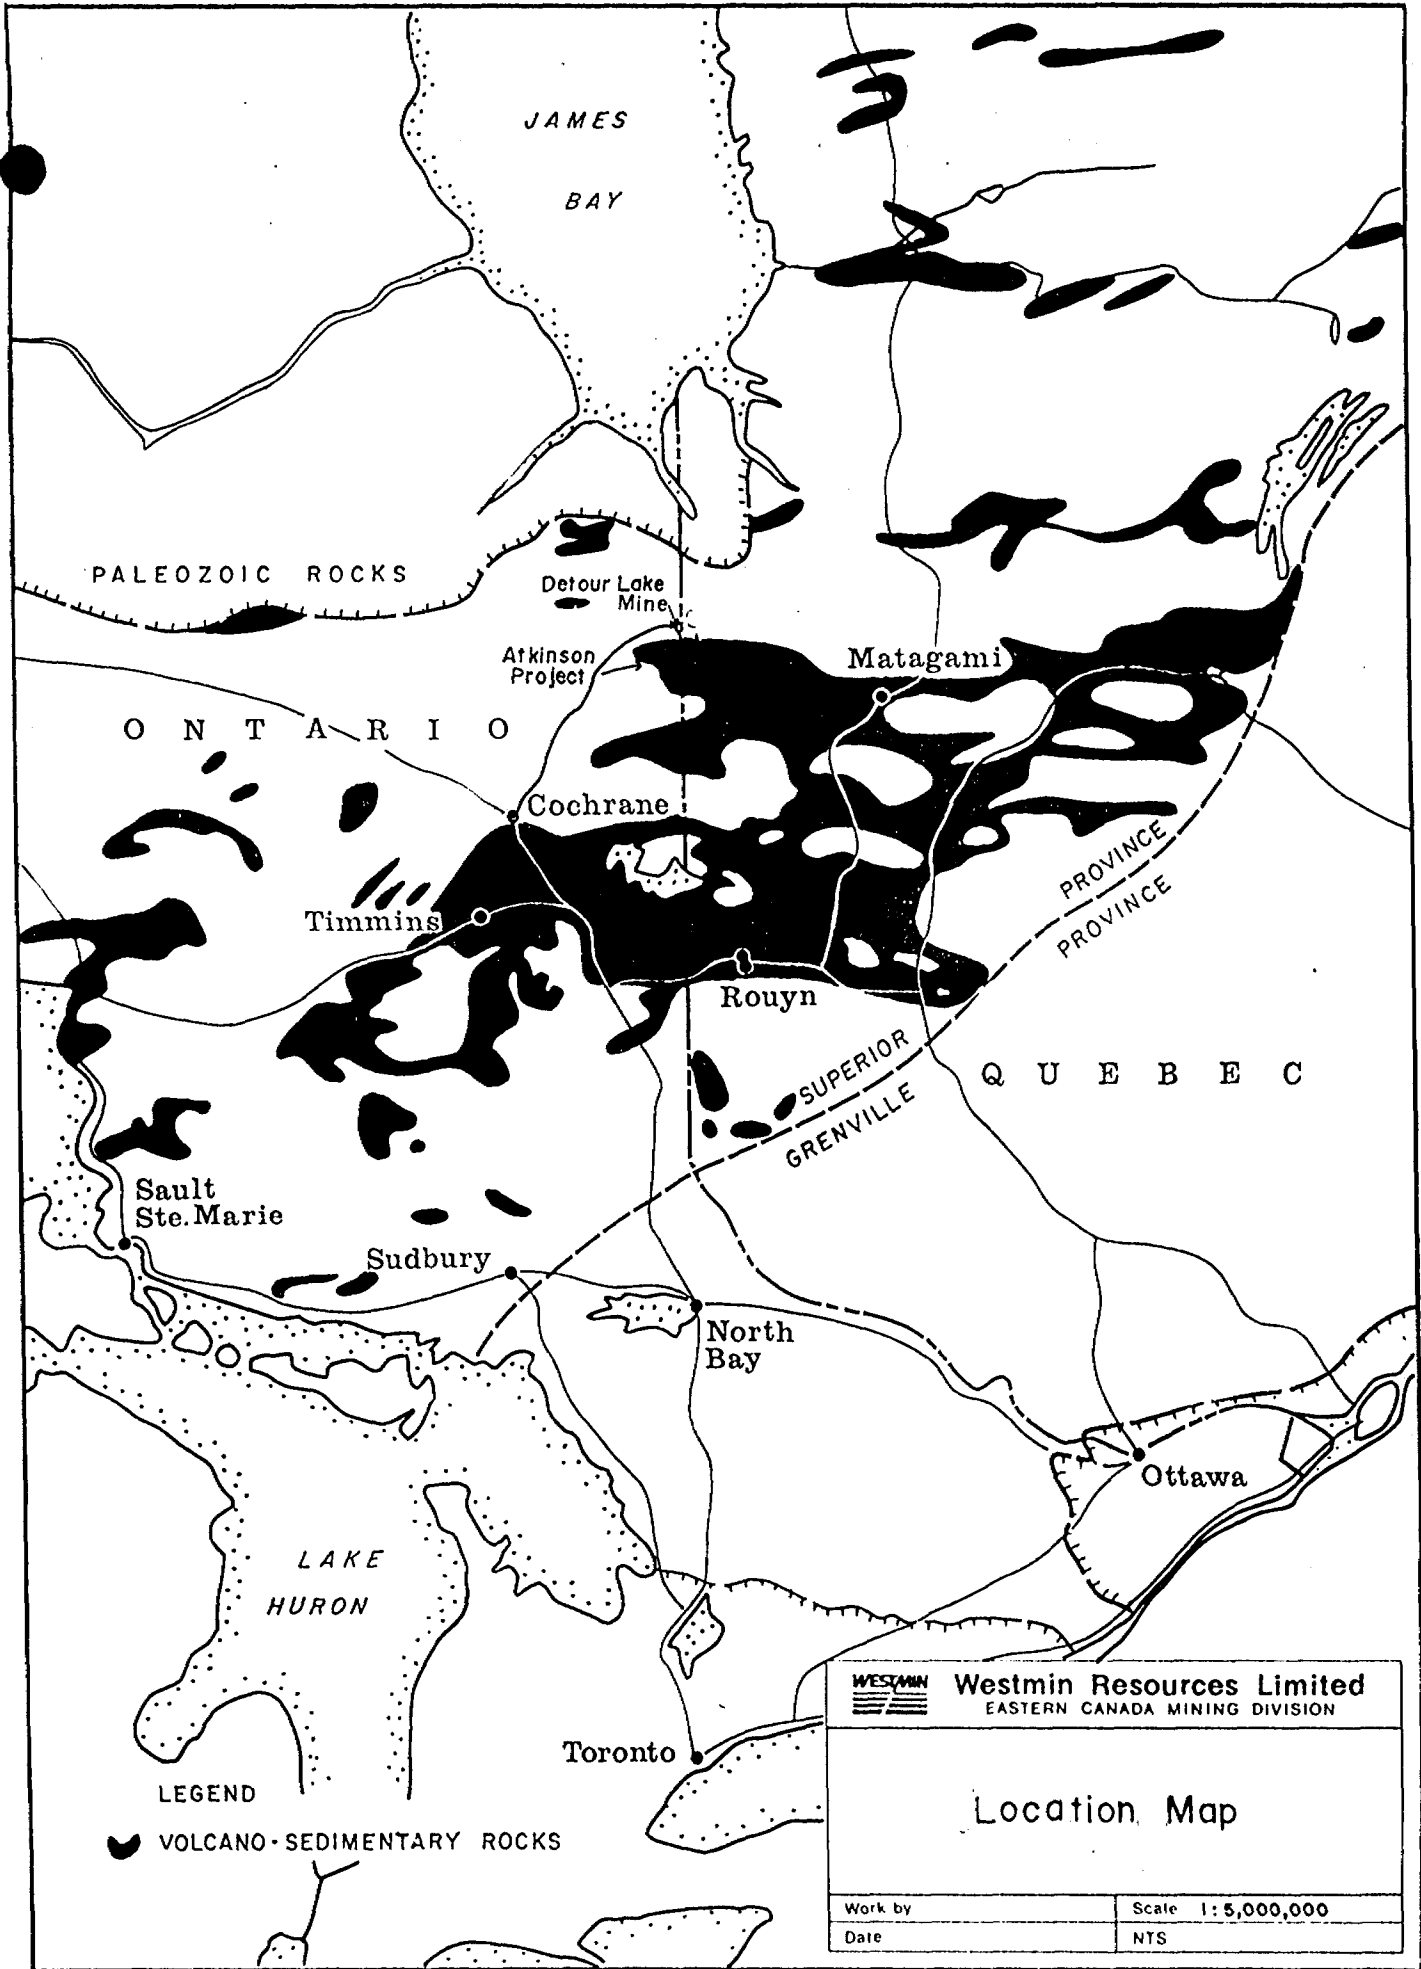 JAMES
BAY
PALEOZOIC ROCKS
Detour Lake
Mine
Atkinson
Project
Matagami
ONTARIO
Cochrane
Timmins
Rouyn
PROVINCE
PROVINCE
SUPERIOR
GRENVILLE
QUEBEC
Sault
Ste. Marie
Sudbury
North
Bay
Ottawa
LAKE
HURON
Toronto
LEGEND
VOLCANO-SEDIMENTARY ROCKS
WESTMIN
Westmin Resources Limited
EASTERN CANADA MINING DIVISION
Location Map
Work by
Scale 1:5,000,000
Date
NTS